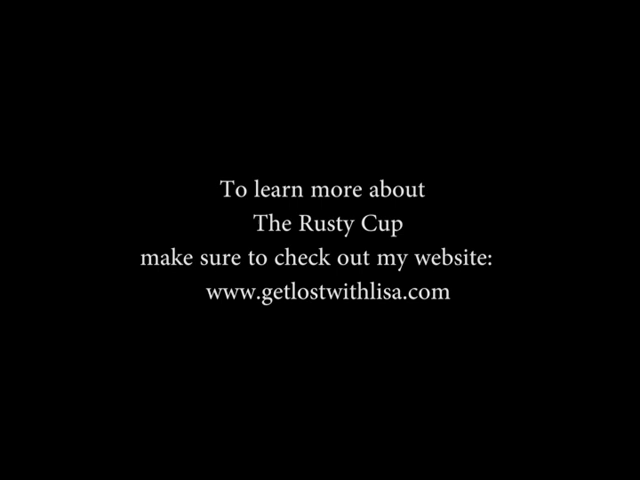 To learn more about
The Rusty Cup
make sure to check out my website:
www.getlostwithlisa.com